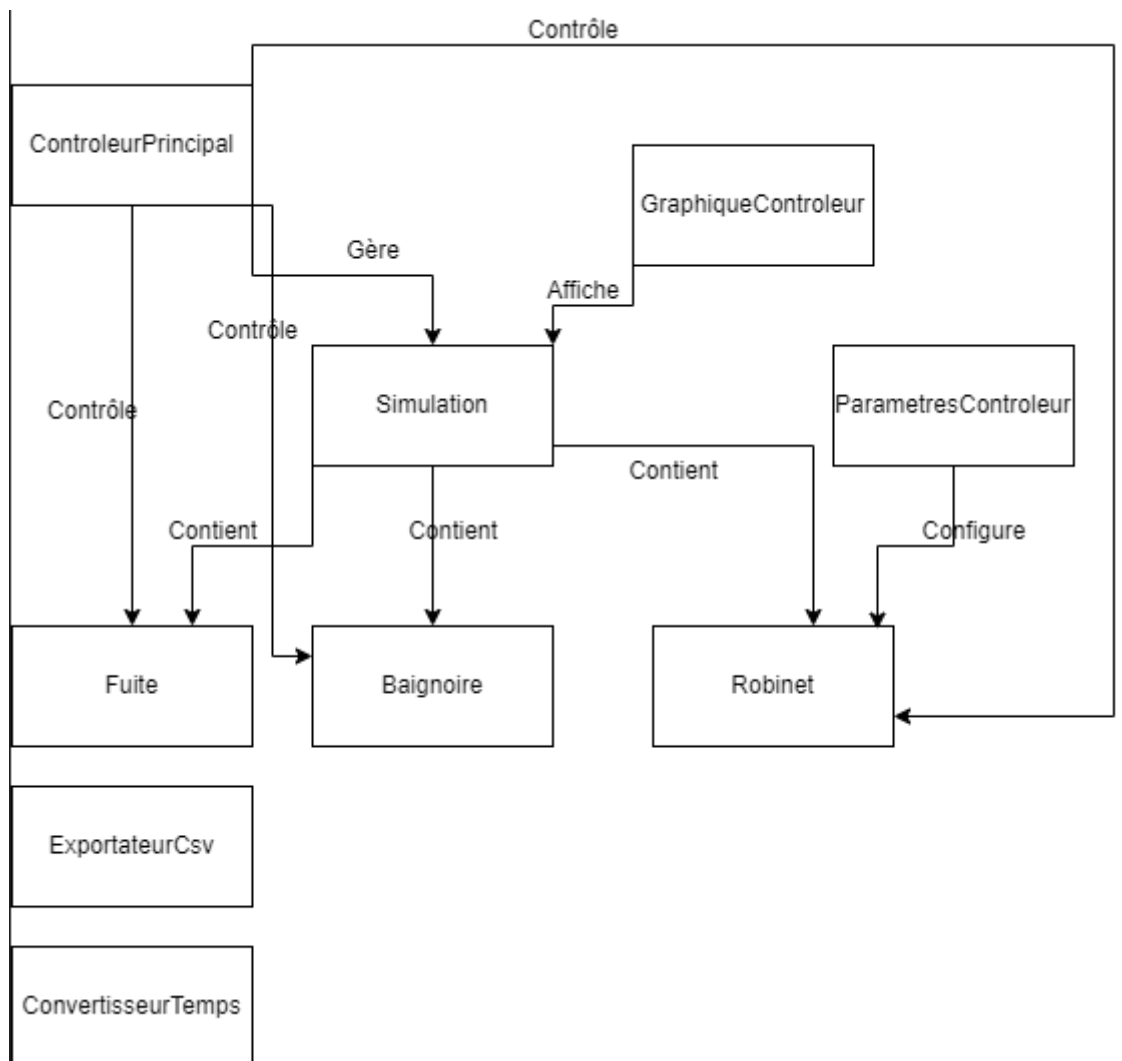 Contrôle
ControleurPrincipal
GraphiqueControleur
Gère
Affiche
Contrôle
Simulation
ParametresControleur
Contrôle
Contient
Contient
Contient
Configure
Fuite
Baignoire
Robinet
ExportateurCsv
ConvertisseurTemps